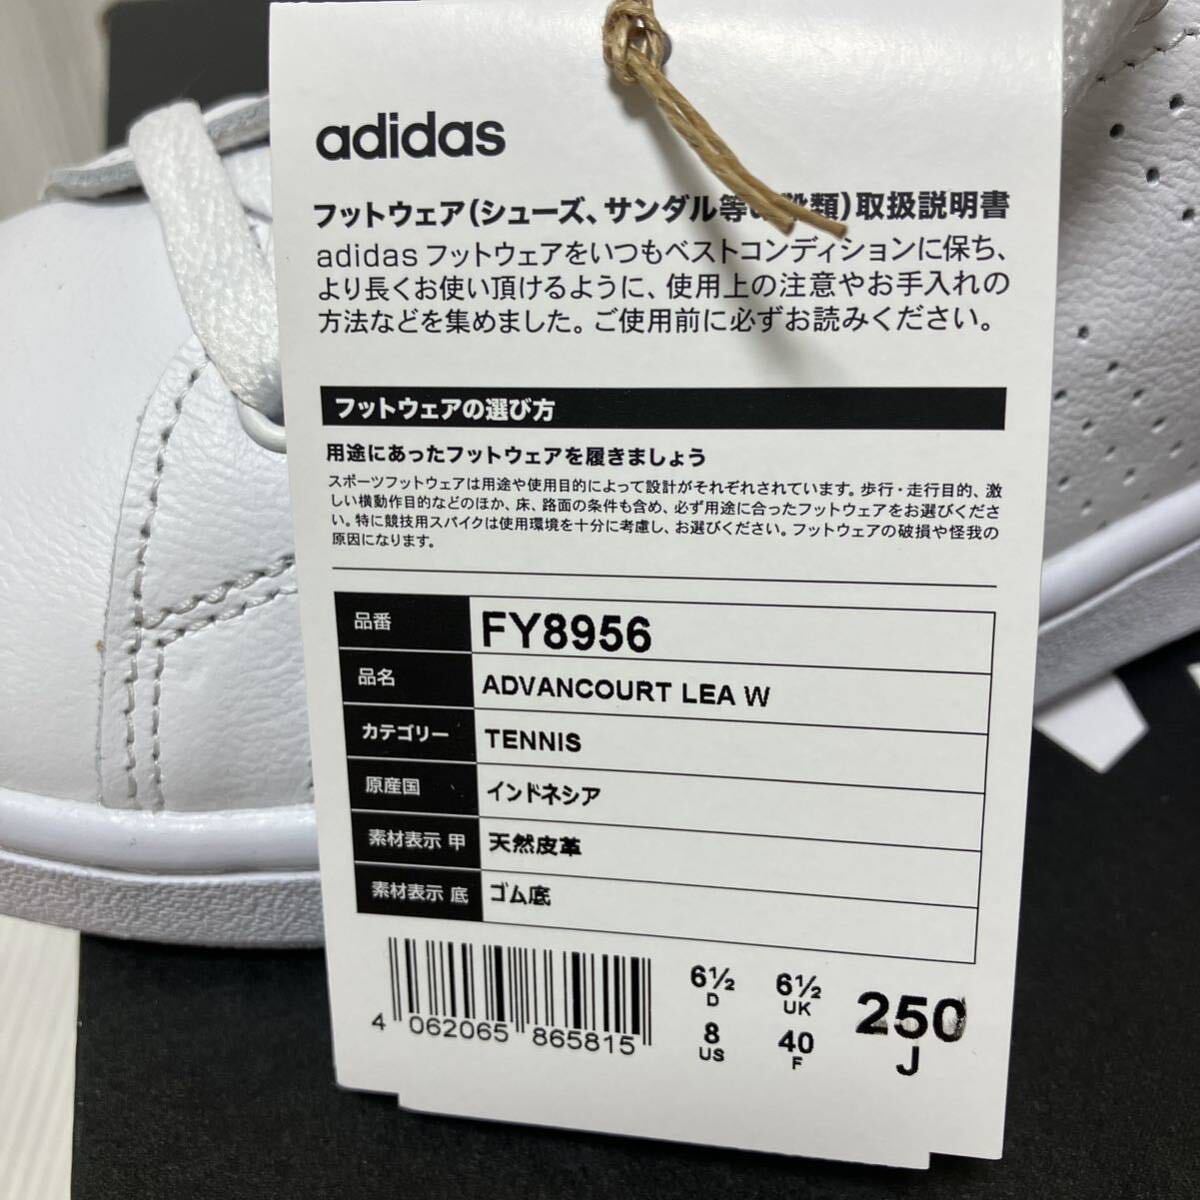 adidas
フットウェア(シューズ、サンダル等 類)取扱説明書
adidas フットウェアをいつもベストコンディションに保ち、
より長くお使い頂けるように、使用上の注意やお手入れの
方法などを集めました。ご使用前に必ずお読みください。
フットウェアの選び方
用途にあったフットウェアを履きましょう
スポーツフットウェアは用途や使用目的によって設計がそれぞれされています。歩行・走行目的、激
しい横動作目的などのほか、床、路面の条件も含め、必ず用途に合ったフットウェアをお選びくださ
い。特に競技用スパイクは使用環境を十分に考慮し、お選びください。フットウェアの破損や怪我の
原因になります。
品番 FY8956
品名 ADVANCOURT LEA W
カテゴリー TENNIS
原産国 インドネシア
素材表示 甲 天然皮革
素材表示 底 ゴム底
4 062065 865815
6½ D 6½ UK 250 J
8 US 40 F